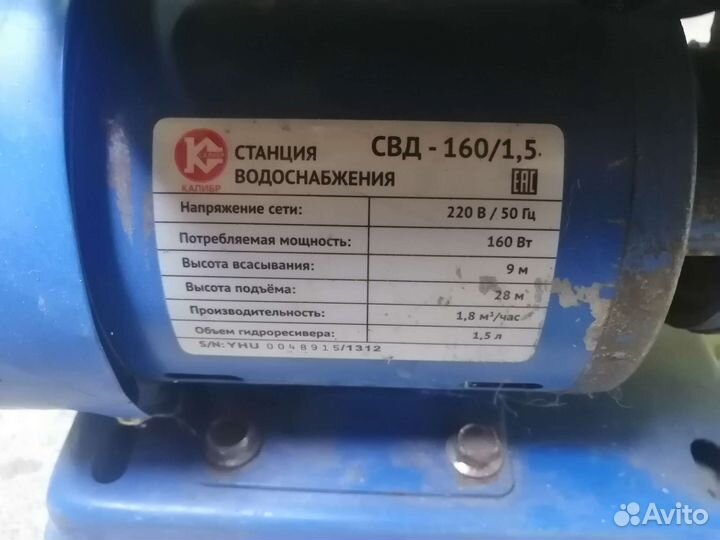 СТАНЦИЯ ВОДОСНАБЖЕНИЯ
СВД - 160/1,5
КАЛИБР
EAC
Напряжение сети: 220 В / 50 Гц
Потребляемая мощность: 160 Вт
Высота всасывания: 9 м
Высота подъёма: 28 м
Производительность: 1,8 м³/час
Объем гидроресивера: 1,5 л
S/N: YHU 0048915/1312
Avito